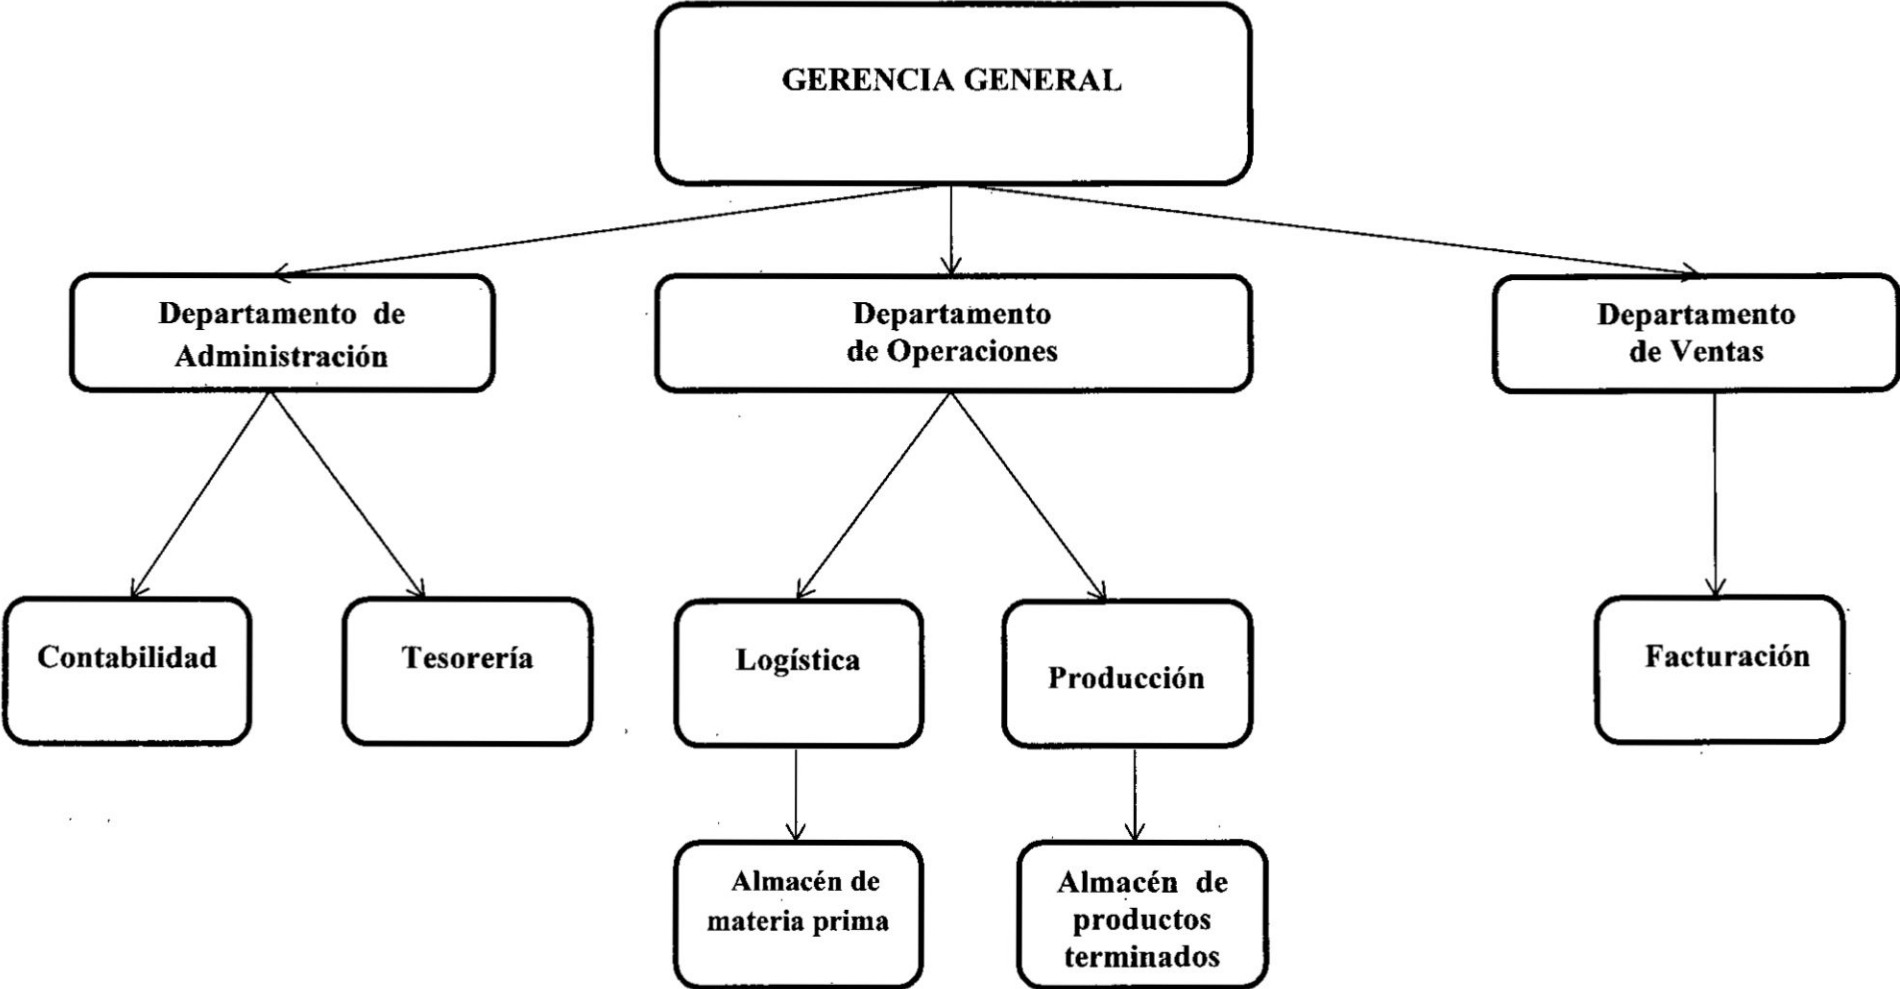 GERENCIA GENERAL
Departamento de
Administración
Departamento
de Operaciones
Departamento
de Ventas
Contabilidad
Tesorería
Logística
Producción
Facturación
Almacén de
materia prima
Almacén de
productos
terminados